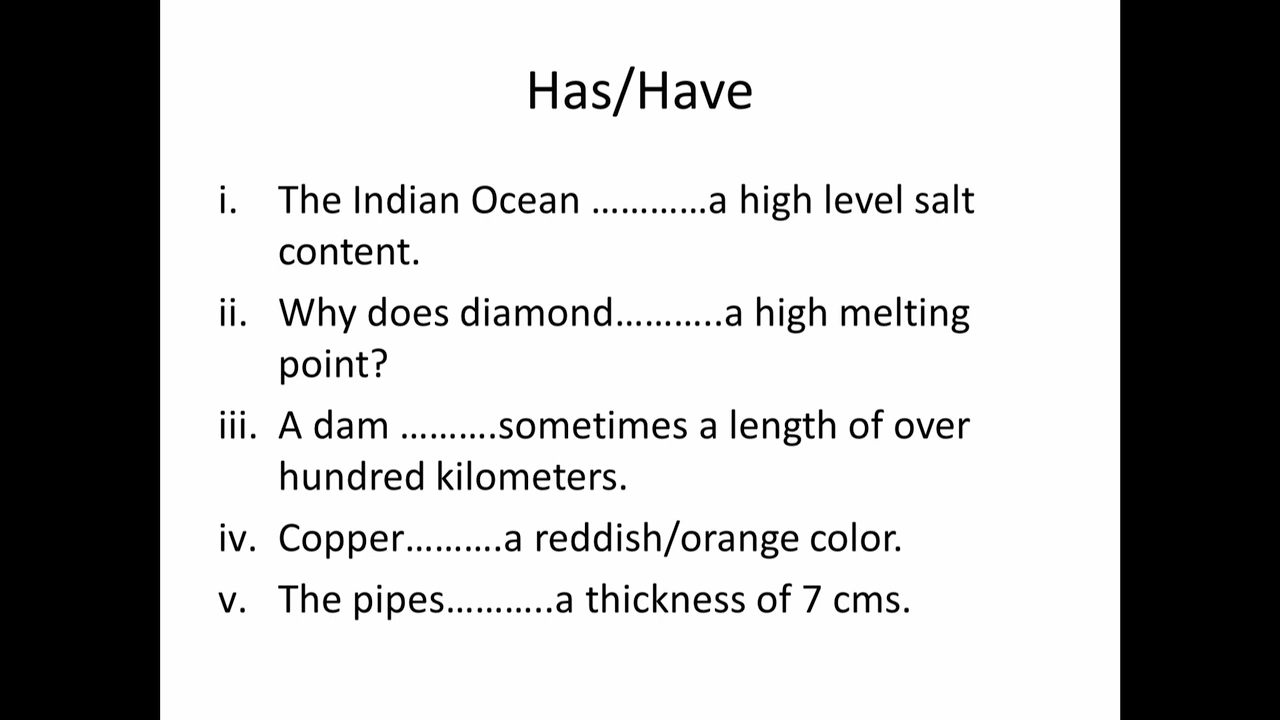 Has/Have
i. The Indian Ocean …………a high level salt
content.
ii. Why does diamond………..a high melting
point?
iii. A dam ……….sometimes a length of over
hundred kilometers.
iv. Copper……….a reddish/orange color.
v. The pipes………..a thickness of 7 cms.